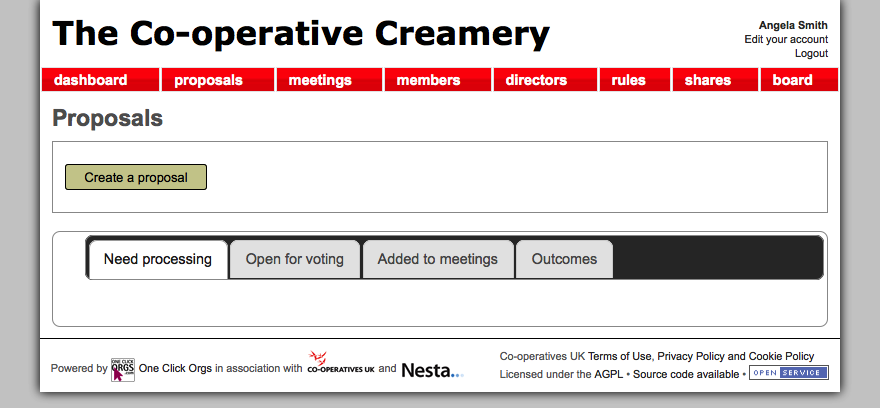 The Co-operative Creamery
Angela Smith
Edit your account
Logout
dashboard proposals meetings members directors rules shares board
Proposals
Create a proposal
Need processing Open for voting Added to meetings Outcomes
Powered by ONE CLICK ORGS .COM One Click Orgs in association with CO-OPERATIVES UK and Nesta...
Co-operatives UK Terms of Use, Privacy Policy and Cookie Policy
Licensed under the AGPL • Source code available • OPEN SERVICE